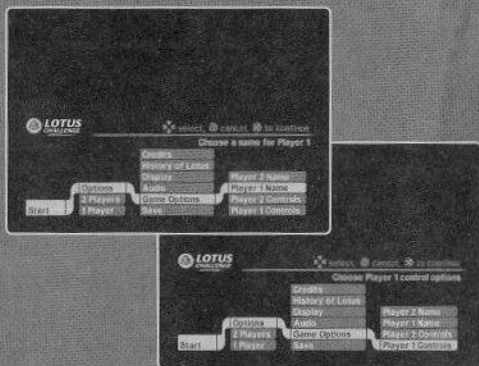 LOTUS
CHALLENGE
select, cancel, to continue
Choose a name for Player 1
Credits
History of Lotus
Display
Audio
Game Options
Save
Options
2 Players
1 Player
Start
Player 2 Name
Player 1 Name
Player 2 Controls
Player 1 Controls
LOTUS
CHALLENGE
select, cancel, to continue
Choose Player 1 control options
Credits
History of Lotus
Display
Audio
Game Options
Save
Options
2 Players
1 Player
Start
Player 2 Name
Player 1 Name
Player 2 Controls
Player 1 Controls